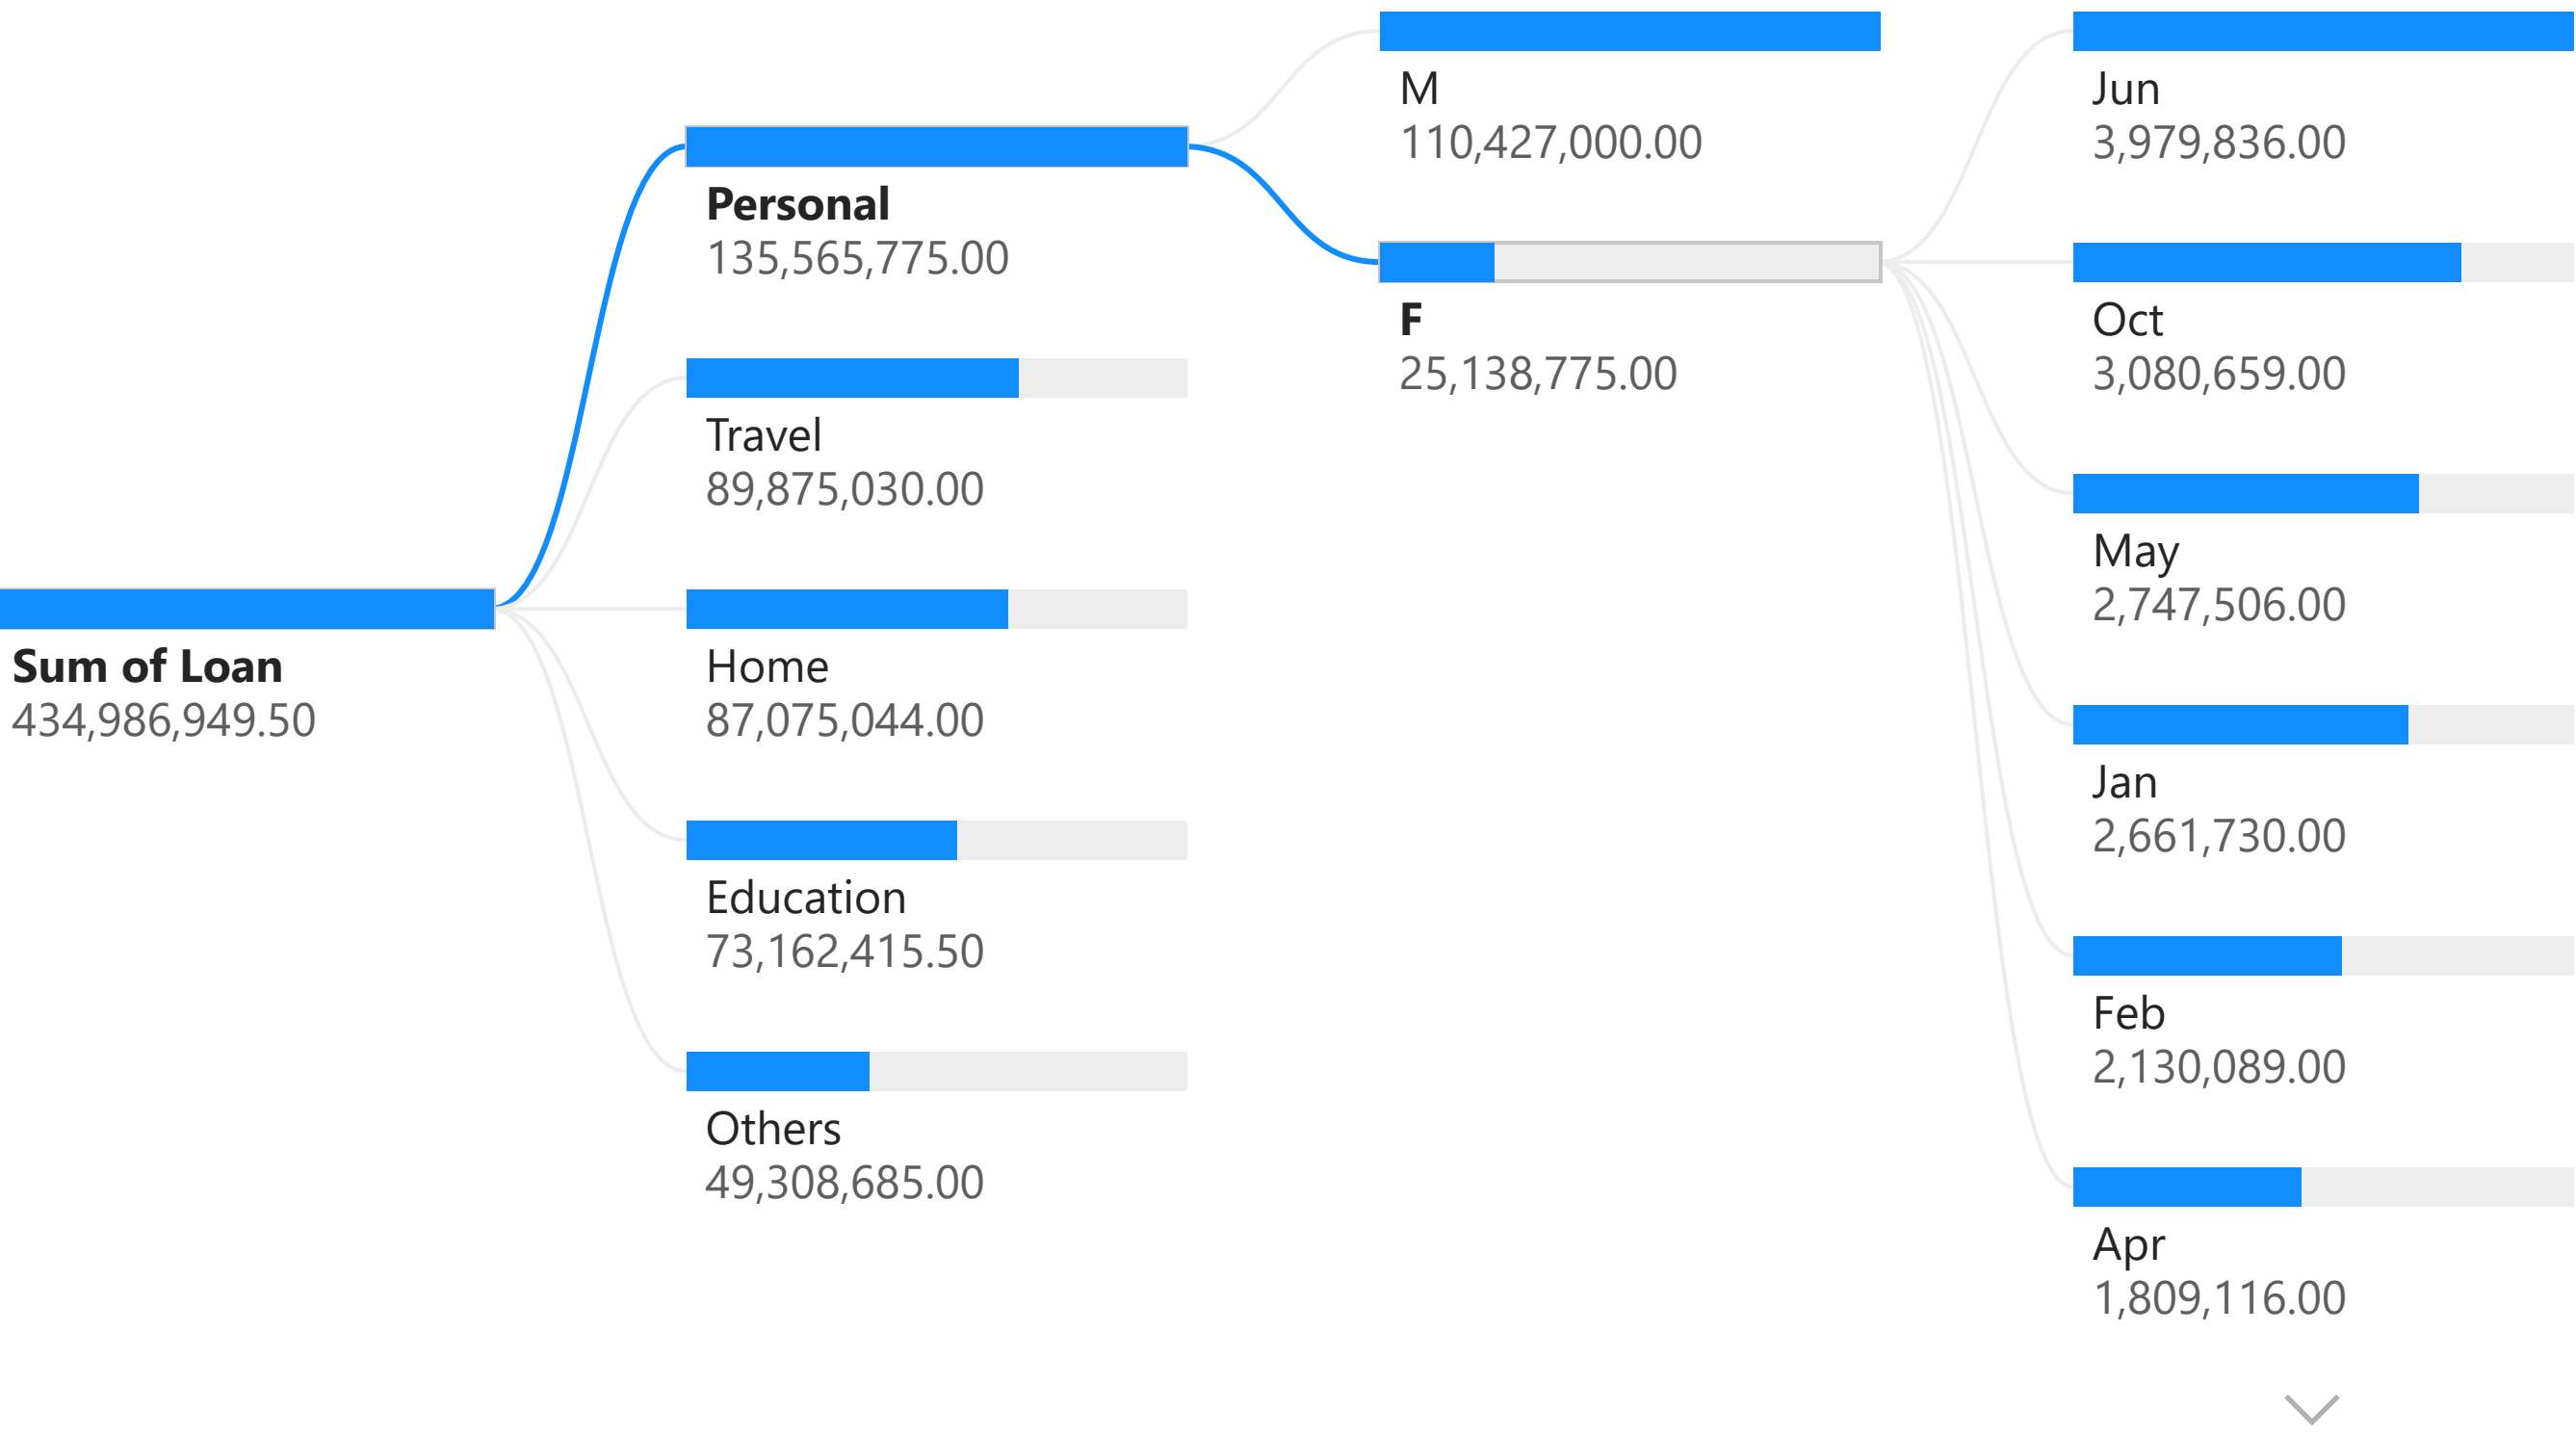 Sum of Loan
434,986,949.50
Personal
135,565,775.00
Travel
89,875,030.00
Home
87,075,044.00
Education
73,162,415.50
Others
49,308,685.00
M
110,427,000.00
F
25,138,775.00
Jun
3,979,836.00
Oct
3,080,659.00
May
2,747,506.00
Jan
2,661,730.00
Feb
2,130,089.00
Apr
1,809,116.00